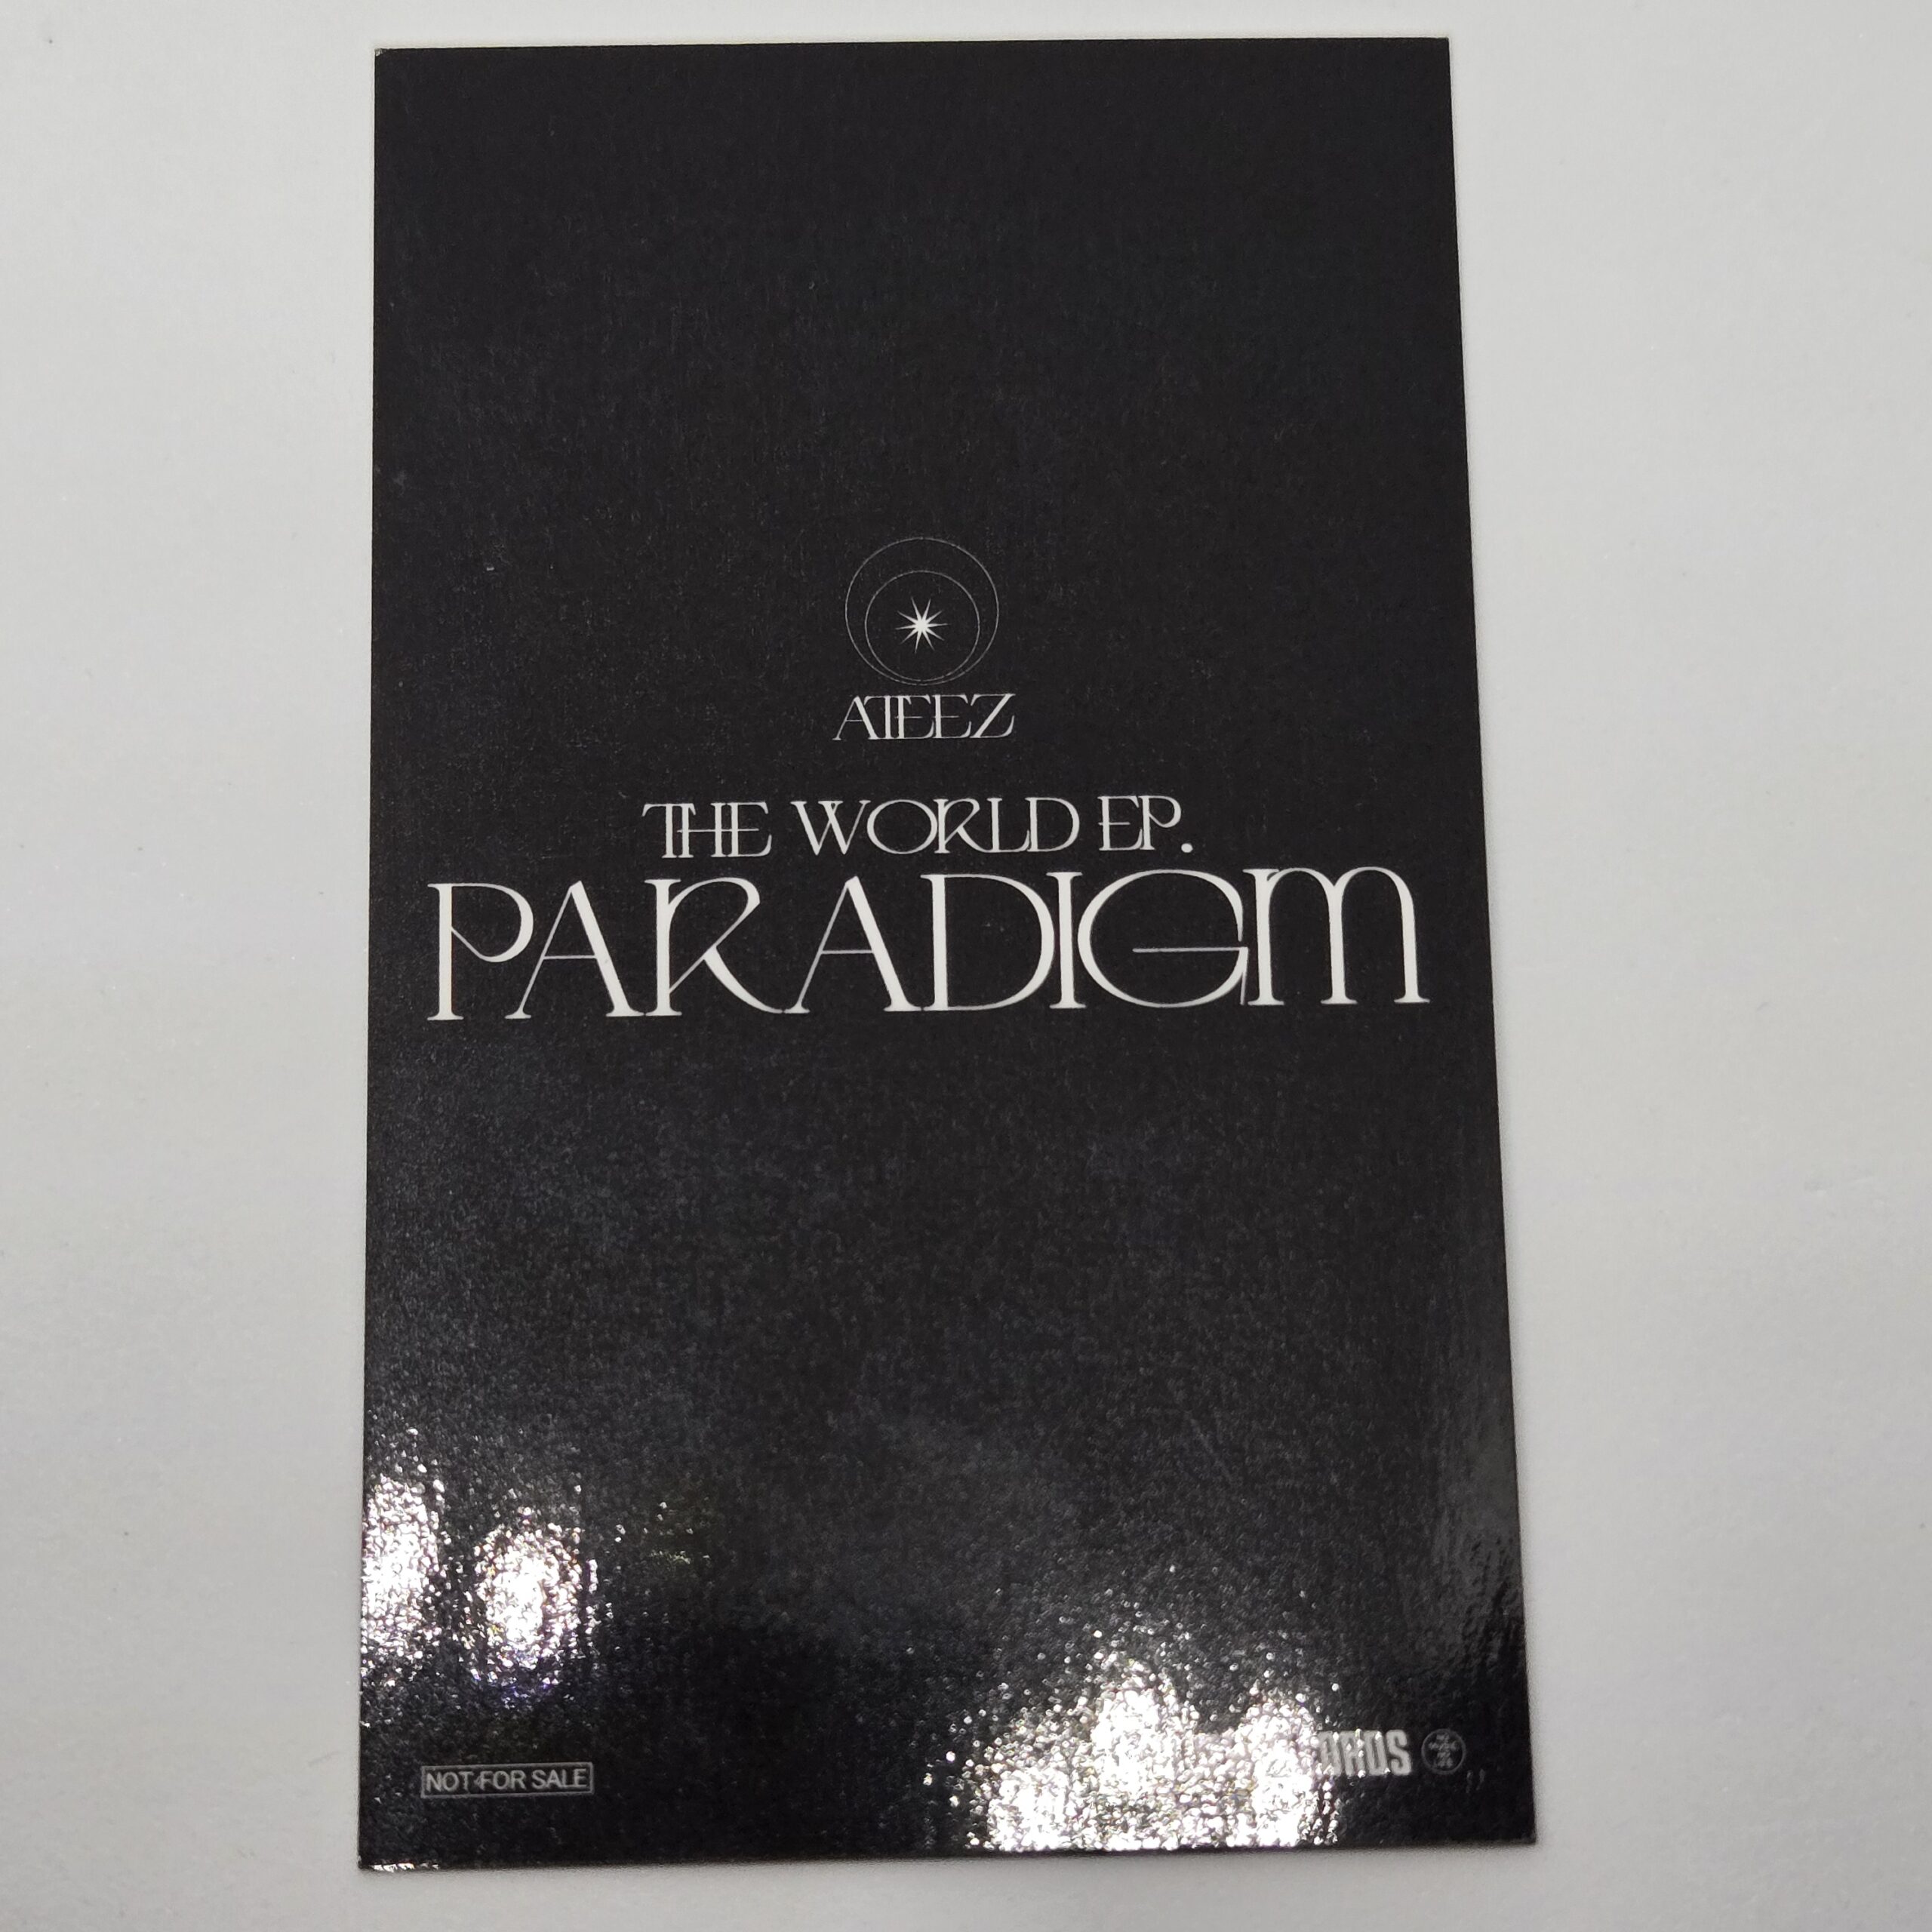 ATEEZ
THE WORLD EP.
PARADIGM
NOT FOR SALE